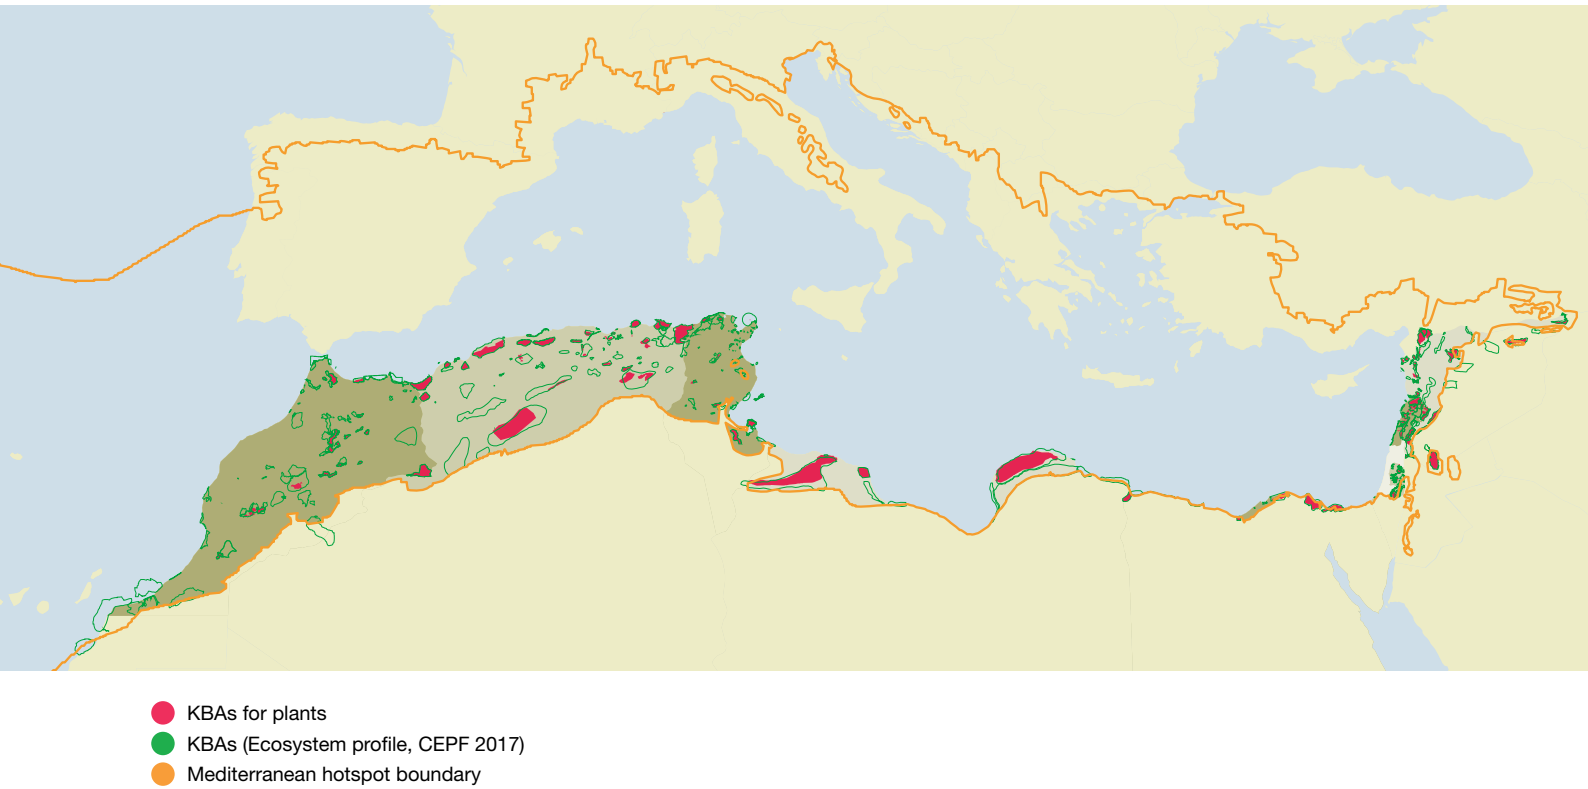 KBAs for plants
KBAs (Ecosystem profile, CEPF 2017)
Mediterranean hotspot boundary